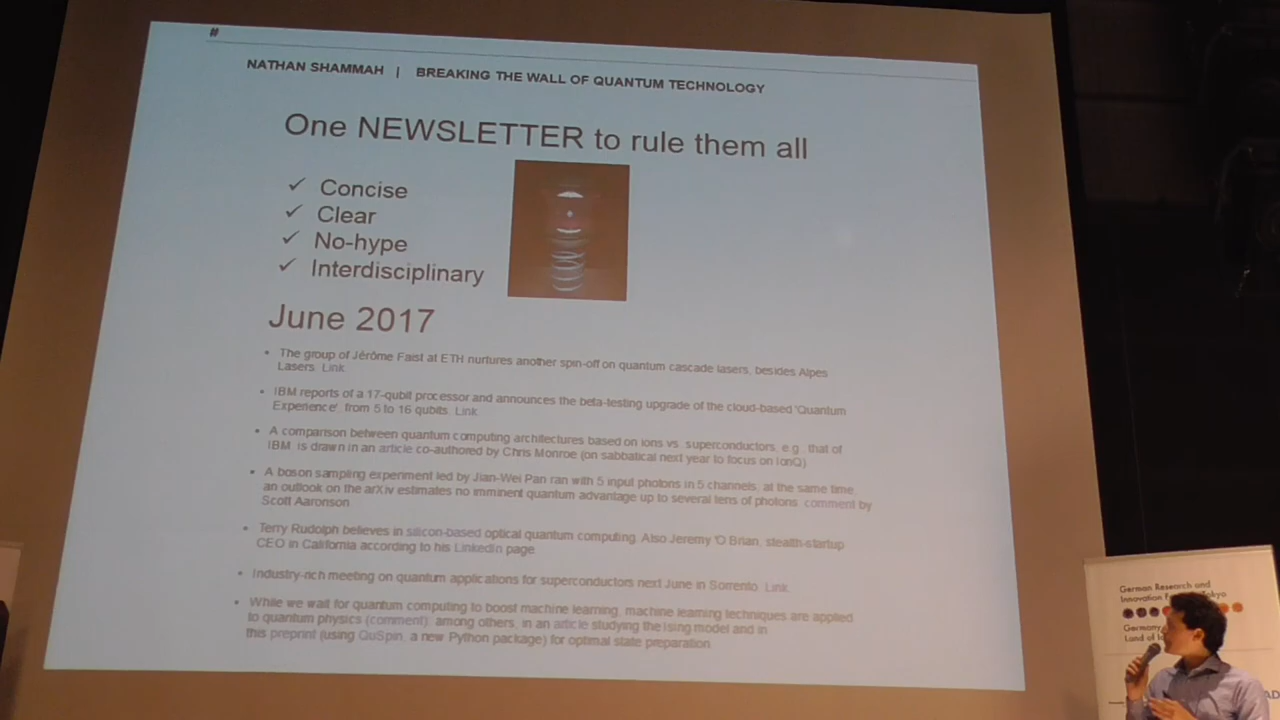 #
NATHAN SHAMMAH | BREAKING THE WALL OF QUANTUM TECHNOLOGY
One NEWSLETTER to rule them all
✓ Concise
✓ Clear
✓ No-hype
✓ Interdisciplinary
June 2017
• The group of Jérôme Faist at ETH nurtures another spin-off on quantum cascade lasers, besides Alpes
Lasers. Link.
• IBM reports of a 17-qubit processor and announces the beta-testing upgrade of the cloud-based 'Quantum
Experience', from 5 to 16 qubits. Link
• A comparison between quantum computing architectures based on ions vs. superconductors, e.g., that of
IBM, is drawn in an article co-authored by Chris Monroe (on sabbatical next year to focus on IonQ)
• A boson sampling experiment led by Jian-Wei Pan ran with 5 input photons in 5 channels, at the same time,
an outlook on the arXiv estimates no imminent quantum advantage up to several tens of photons, comment by
Scott Aaronson
• Terry Rudolph believes in silicon-based optical quantum computing. Also Jeremy 'O Brian, stealth-startup
CEO in California according to his LinkedIn page
• Industry-rich meeting on quantum applications for superconductors next June in Sorrento. Link.
• While we wait for quantum computing to boost machine learning, machine learning techniques are applied
to quantum physics (comment), among others, in an article studying the Ising model and in
this preprint (using QuSpin, a new Python package) for optimal state preparation.
German Research and
Innovation Tokyo
Germany
Land of
AD